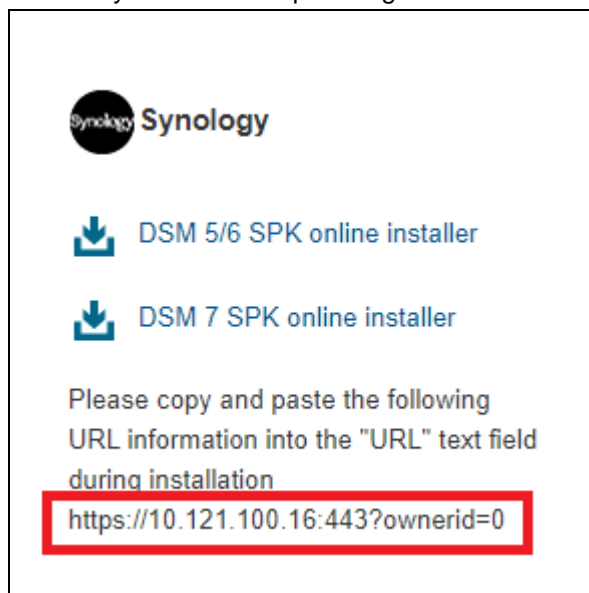 Synology Synology
DSM 5/6 SPK online installer
DSM 7 SPK online installer
Please copy and paste the following
URL information into the "URL" text field
during installation
https://10.121.100.16:443?ownerid=0